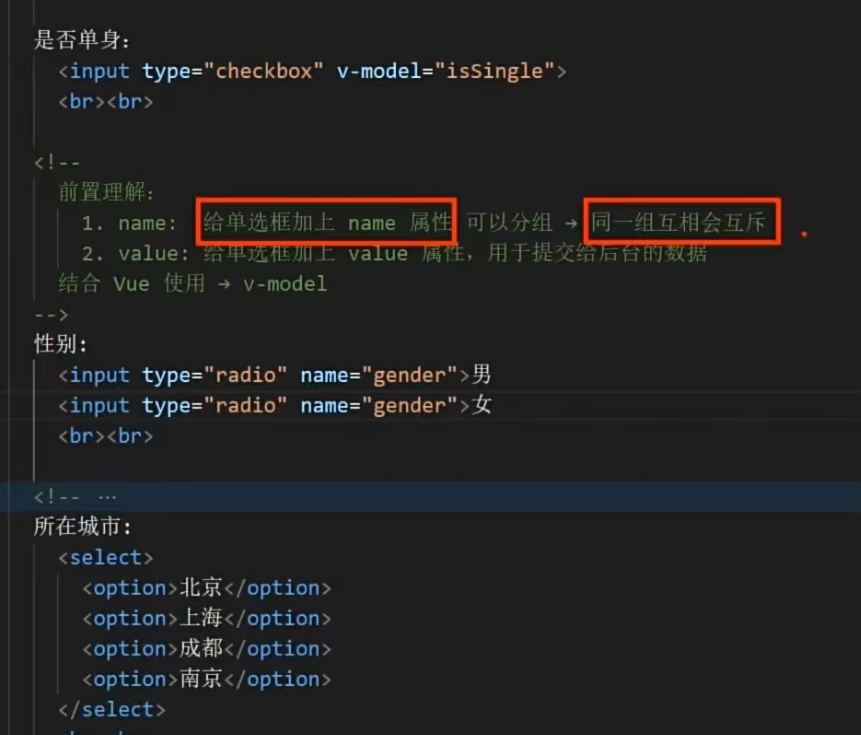 是否单身：
<input type="checkbox" v-model="isSingle">
<br><br>
<!--
前置理解：
1. name: 给单选框加上 name 属性 可以分组 → 同一组互相会互斥
2. value: 给单选框加上 value 属性，用于提交给后台的数据
结合 Vue 使用 → v-model
-->
性别：
<input type="radio" name="gender">男
<input type="radio" name="gender">女
<br><br>
<!-- ···
所在城市：
<select>
<option>北京</option>
<option>上海</option>
<option>成都</option>
<option>南京</option>
</select>